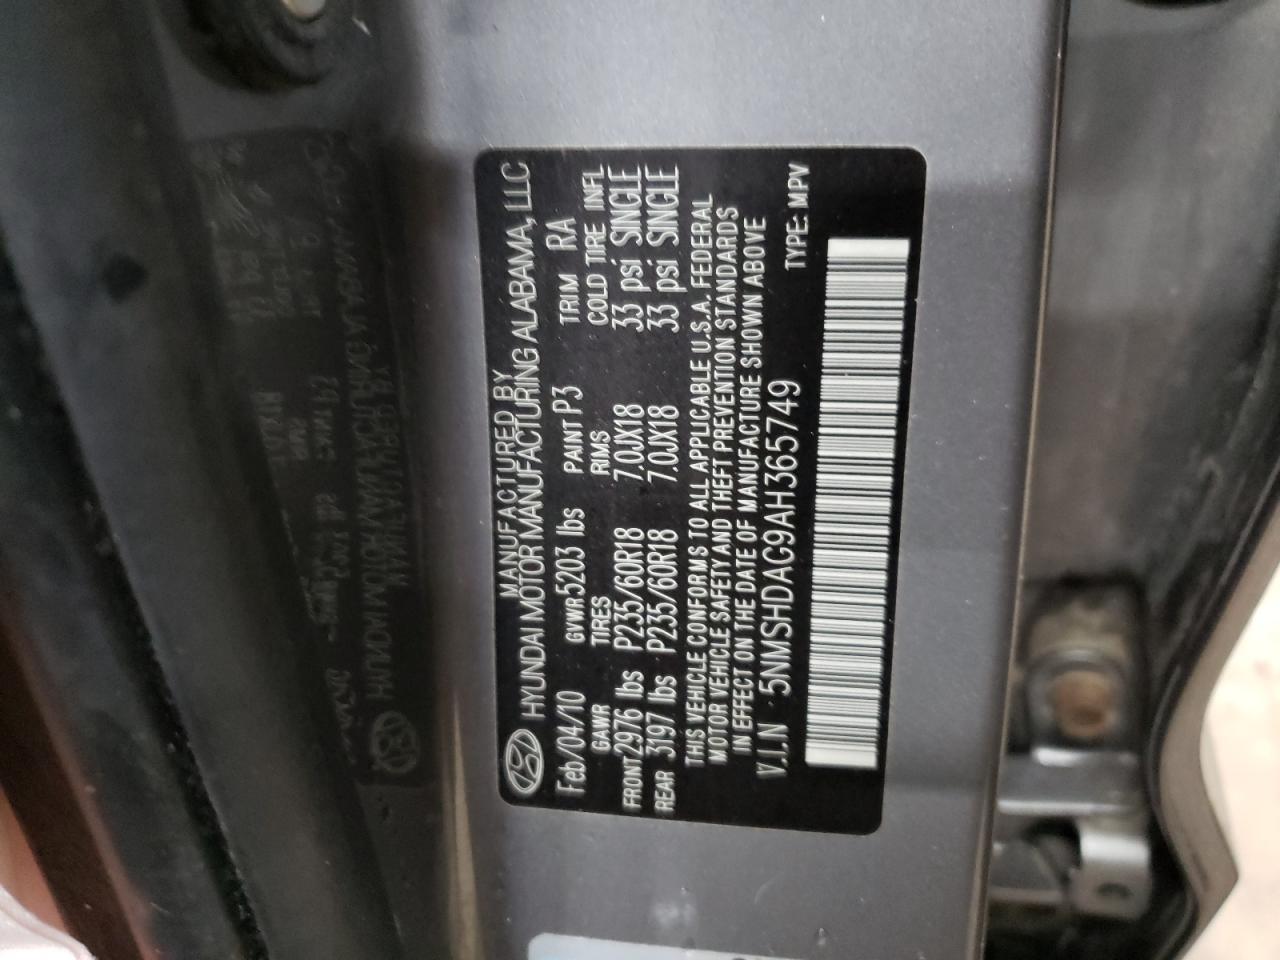 MANUFACTURED BY
HYUNDAI MOTOR MANUFACTURING ALABAMA, LLC
Feb/04/10 GVWR 5203 lbs PAINT P3 TRIM RA
GAWR TIRES RIMS COLD TIRE INFL
FRONT 2976 lbs P235/60R18 7.0JX18 33 psi SINGLE
REAR 3197 lbs P235/60R18 7.0JX18 33 psi SINGLE
THIS VEHICLE CONFORMS TO ALL APPLICABLE U.S.A. FEDERAL
MOTOR VEHICLE SAFETY AND THEFT PREVENTION STANDARDS
IN EFFECT ON THE DATE OF MANUFACTURE SHOWN ABOVE
V.I.N 5NMSHDAG9AH365749 TYPE: MPV